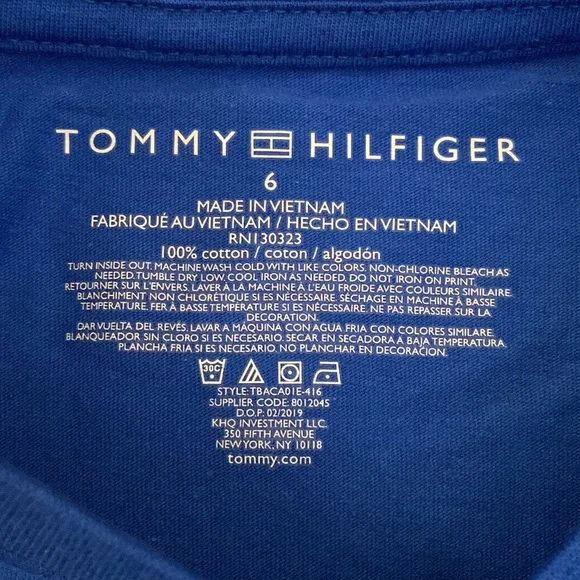 TOMMY HILFIGER
6
MADE IN VIETNAM
FABRIQUÉ AU VIETNAM / HECHO EN VIETNAM
RN130323
100% cotton / coton / algodón
TURN INSIDE OUT. MACHINE WASH COLD WITH LIKE COLORS. NON-CHLORINE BLEACH AS
NEEDED. TUMBLE DRY LOW. COOL IRON AS NEEDED. DO NOT IRON ON PRINT.
RETOURNER SUR L'ENVERS. LAVER À LA MACHINE À L'EAU FROIDE AVEC COULEURS SIMILAIRE.
BLANCHIMENT NON CHLORÉTIQUE SI ES NÉCESSAIRE. SÉCHAGE EN MACHINE À BASSE
TEMPÉRATURE. FER À BASSE TEMPÉRATURE SI ES NÉCESSAIRE. NE PAS REPASSER SUR LA
DECORATION.
DAR VUELTA DEL REVÉS. LAVAR A MÁQUINA CON AGUA FRIA CON COLORES SIMILARE.
BLANQUEADOR SIN CLORO SI ES NECESARIO. SECAR EN SECADORA A BAJA TEMPERATURA.
PLANCHA FRIA SI ES NECESARIO. NO PLANCHAR EN DECORACIÓN.
30C
STYLE:TBACA01E-416
SUPPLIER CODE: 8012045
D.O.P: 02/2019
KHQ INVESTMENT LLC.
350 FIFTH AVENUE
NEW YORK, NY 10118
tommy.com